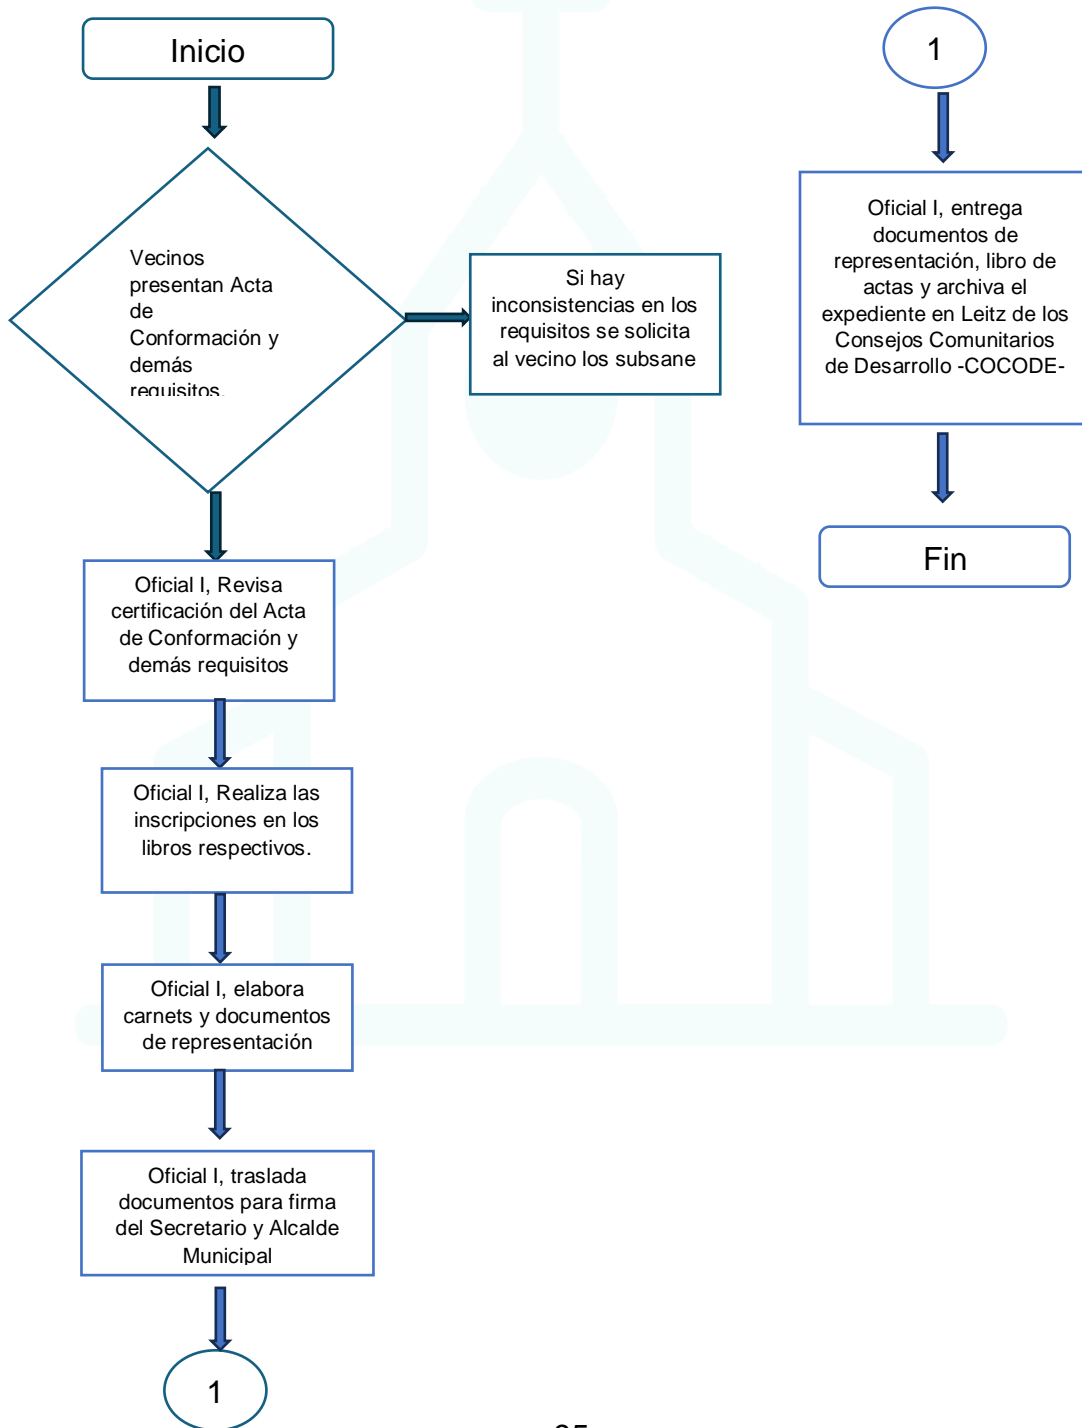 Inicio
Vecinos
presentan Acta
de
Conformación y
demás
requisitos.
Si hay
inconsistencias en los
requisitos se solicita
al vecino los subsane
Oficial I, Revisa
certificación del Acta
de Conformación y
demás requisitos
Oficial I, Realiza las
inscripciones en los
libros respectivos.
Oficial I, elabora
carnets y documentos
de representación
Oficial I, traslada
documentos para firma
del Secretario y Alcalde
Municipal
1
1
Oficial I, entrega
documentos de
representación, libro de
actas y archiva el
expediente en Leitz de los
Consejos Comunitarios
de Desarrollo -COCODE-
Fin